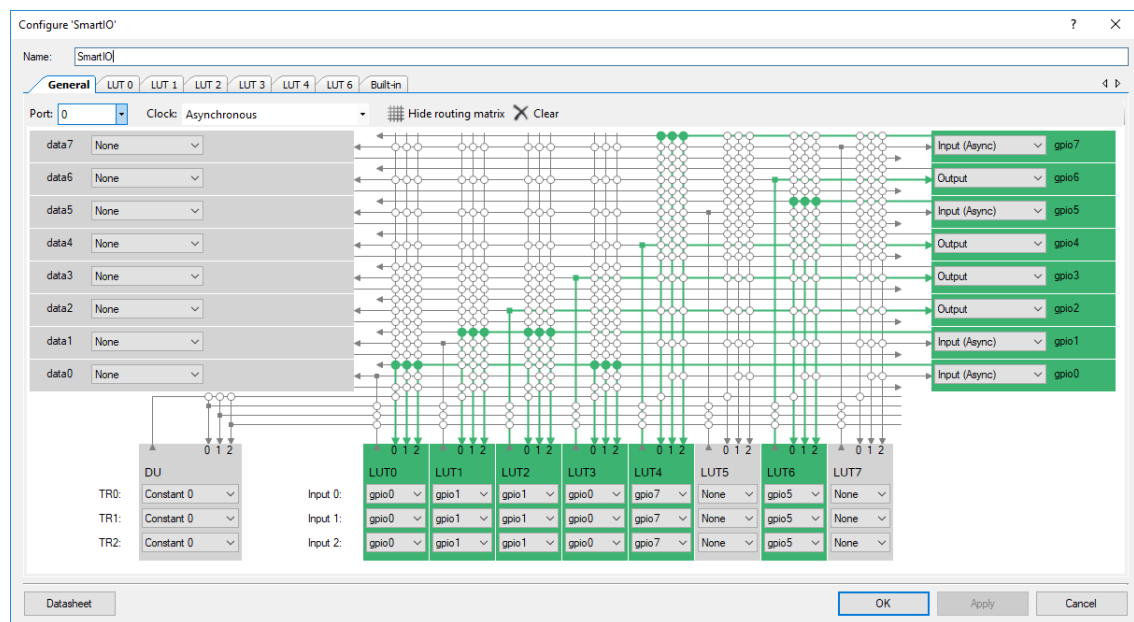 Configure 'SmartIO' ? ×
Name: SmartIO
General LUT 0 LUT 1 LUT 2 LUT 3 LUT 4 LUT 6 Built-in
Port: 0 Clock: Asynchronous Hide routing matrix Clear
data7 None Input (Async) gpio7
data6 None Output gpio6
data5 None Input (Async) gpio5
data4 None Output gpio4
data3 None Output gpio3
data2 None Output gpio2
data1 None Input (Async) gpio1
data0 None Input (Async) gpio0
0 1 2 0 1 2 0 1 2 0 1 2 0 1 2 0 1 2 0 1 2 0 1 2 0 1 2
DU LUT0 LUT1 LUT2 LUT3 LUT4 LUT5 LUT6 LUT7
TR0: Constant 0 Input 0: gpio0 gpio1 gpio1 gpio0 gpio7 None gpio5 None
TR1: Constant 0 Input 1: gpio0 gpio1 gpio1 gpio0 gpio7 None gpio5 None
TR2: Constant 0 Input 2: gpio0 gpio1 gpio1 gpio0 gpio7 None gpio5 None
Datasheet OK Apply Cancel